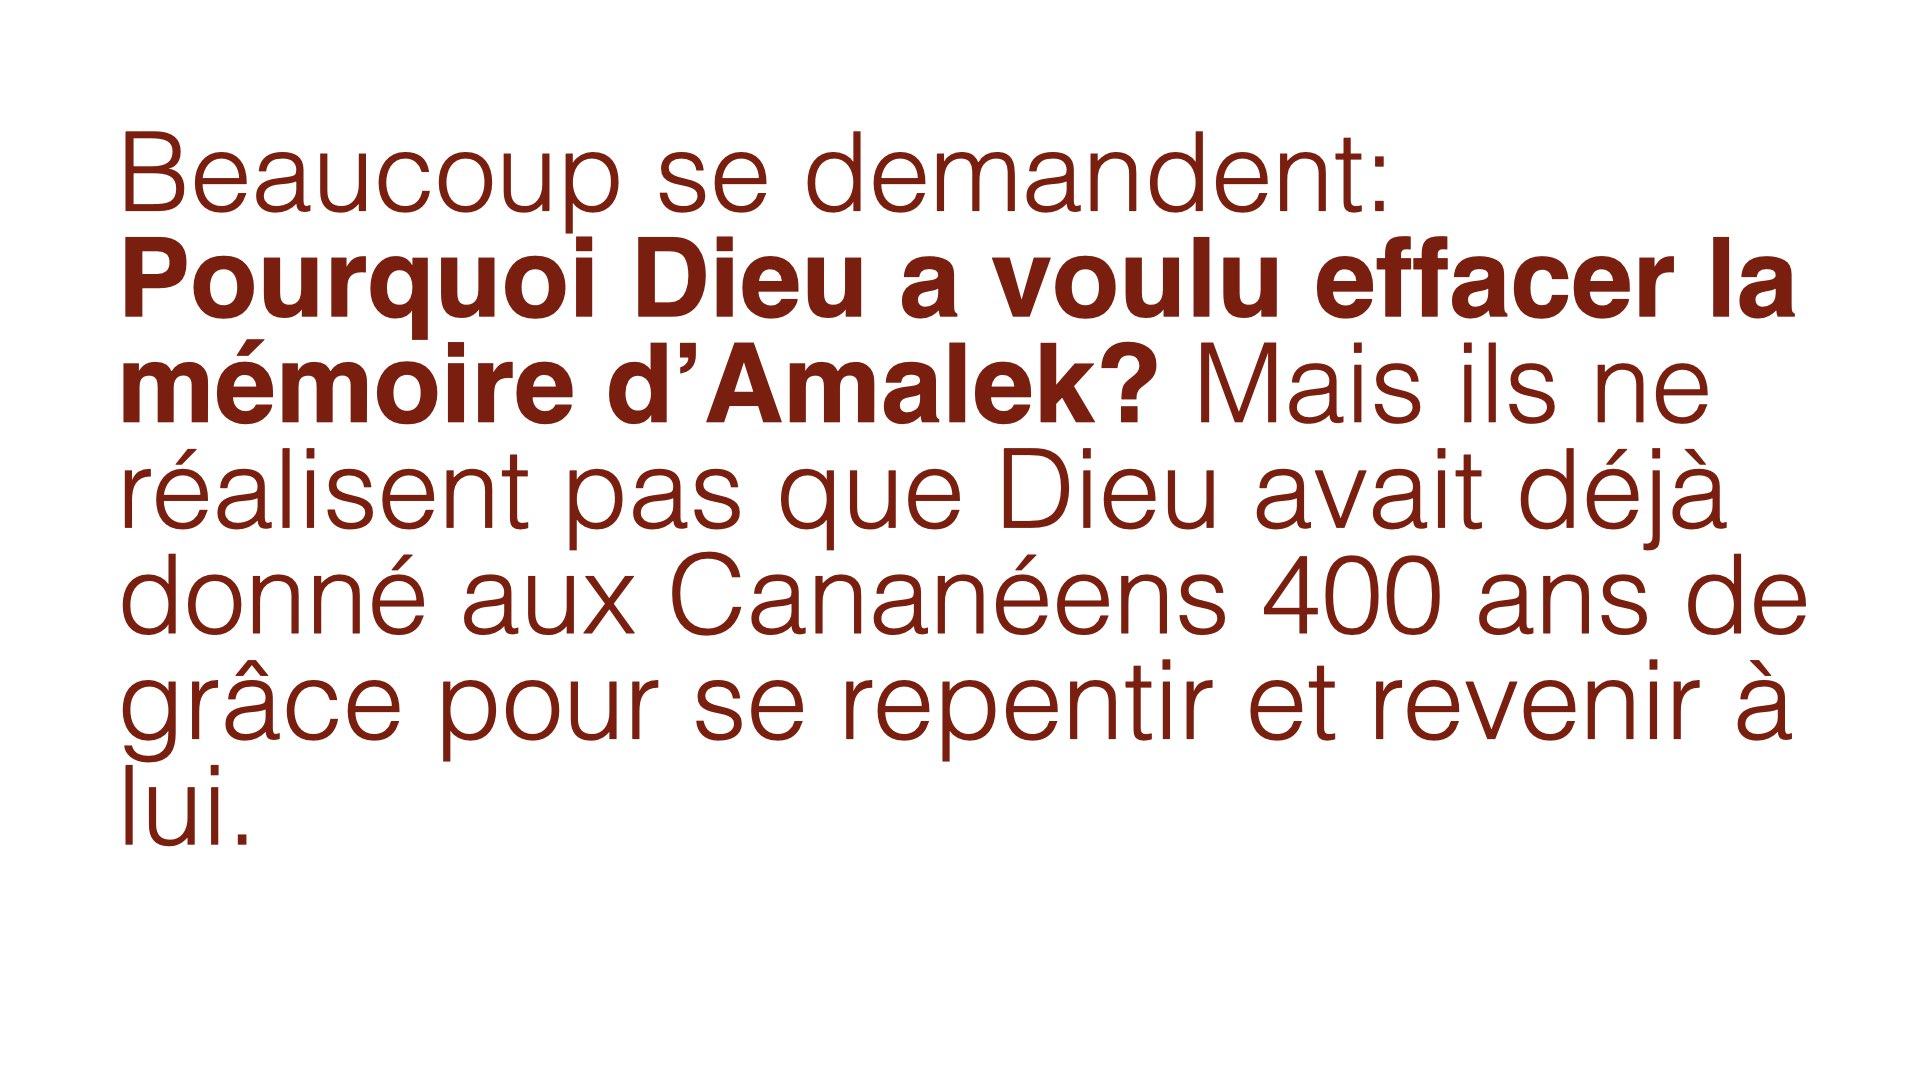 Beaucoup se demandent:
Pourquoi Dieu a voulu effacer la
mémoire d’Amalek? Mais ils ne
réalisent pas que Dieu avait déjà
donné aux Cananéens 400 ans de
grâce pour se repentir et revenir à
lui.